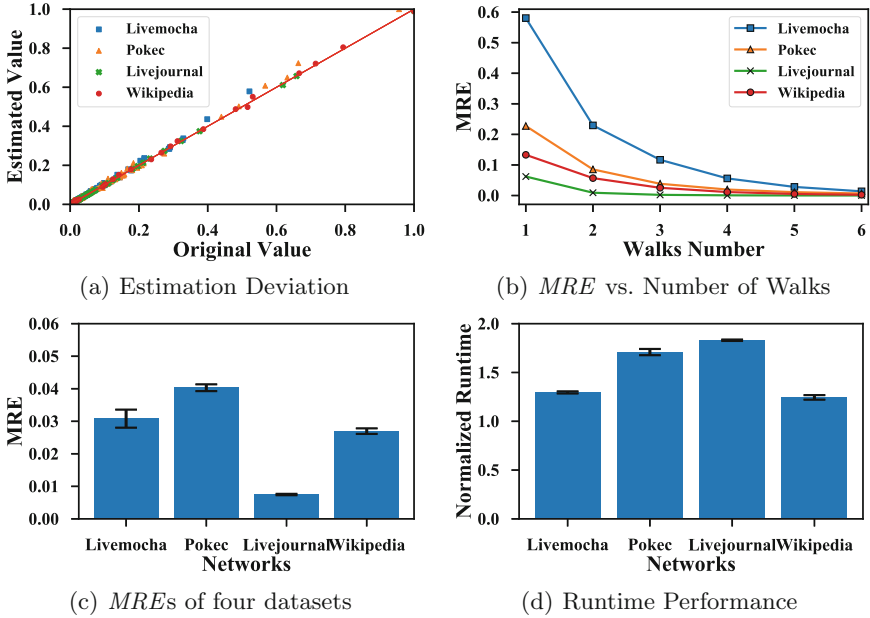 Estimated Value
1.0
0.8
0.6
0.4
0.2
0.0
Livemocha
Pokec
Livejournal
Wikipedia
0.0 0.2 0.4 0.6 0.8 1.0
Original Value
(a) Estimation Deviation
MRE
0.6
0.5
0.4
0.3
0.2
0.1
0.0
Livemocha
Pokec
Livejournal
Wikipedia
1 2 3 4 5 6
Walks Number
(b) MRE vs. Number of Walks
MRE
0.06
0.05
0.04
0.03
0.02
0.01
0.00
Livemocha Pokec Livejournal Wikipedia
Networks
(c) MREs of four datasets
Normalized Runtime
2.0
1.5
1.0
0.5
0.0
Livemocha Pokec Livejournal Wikipedia
Networks
(d) Runtime Performance